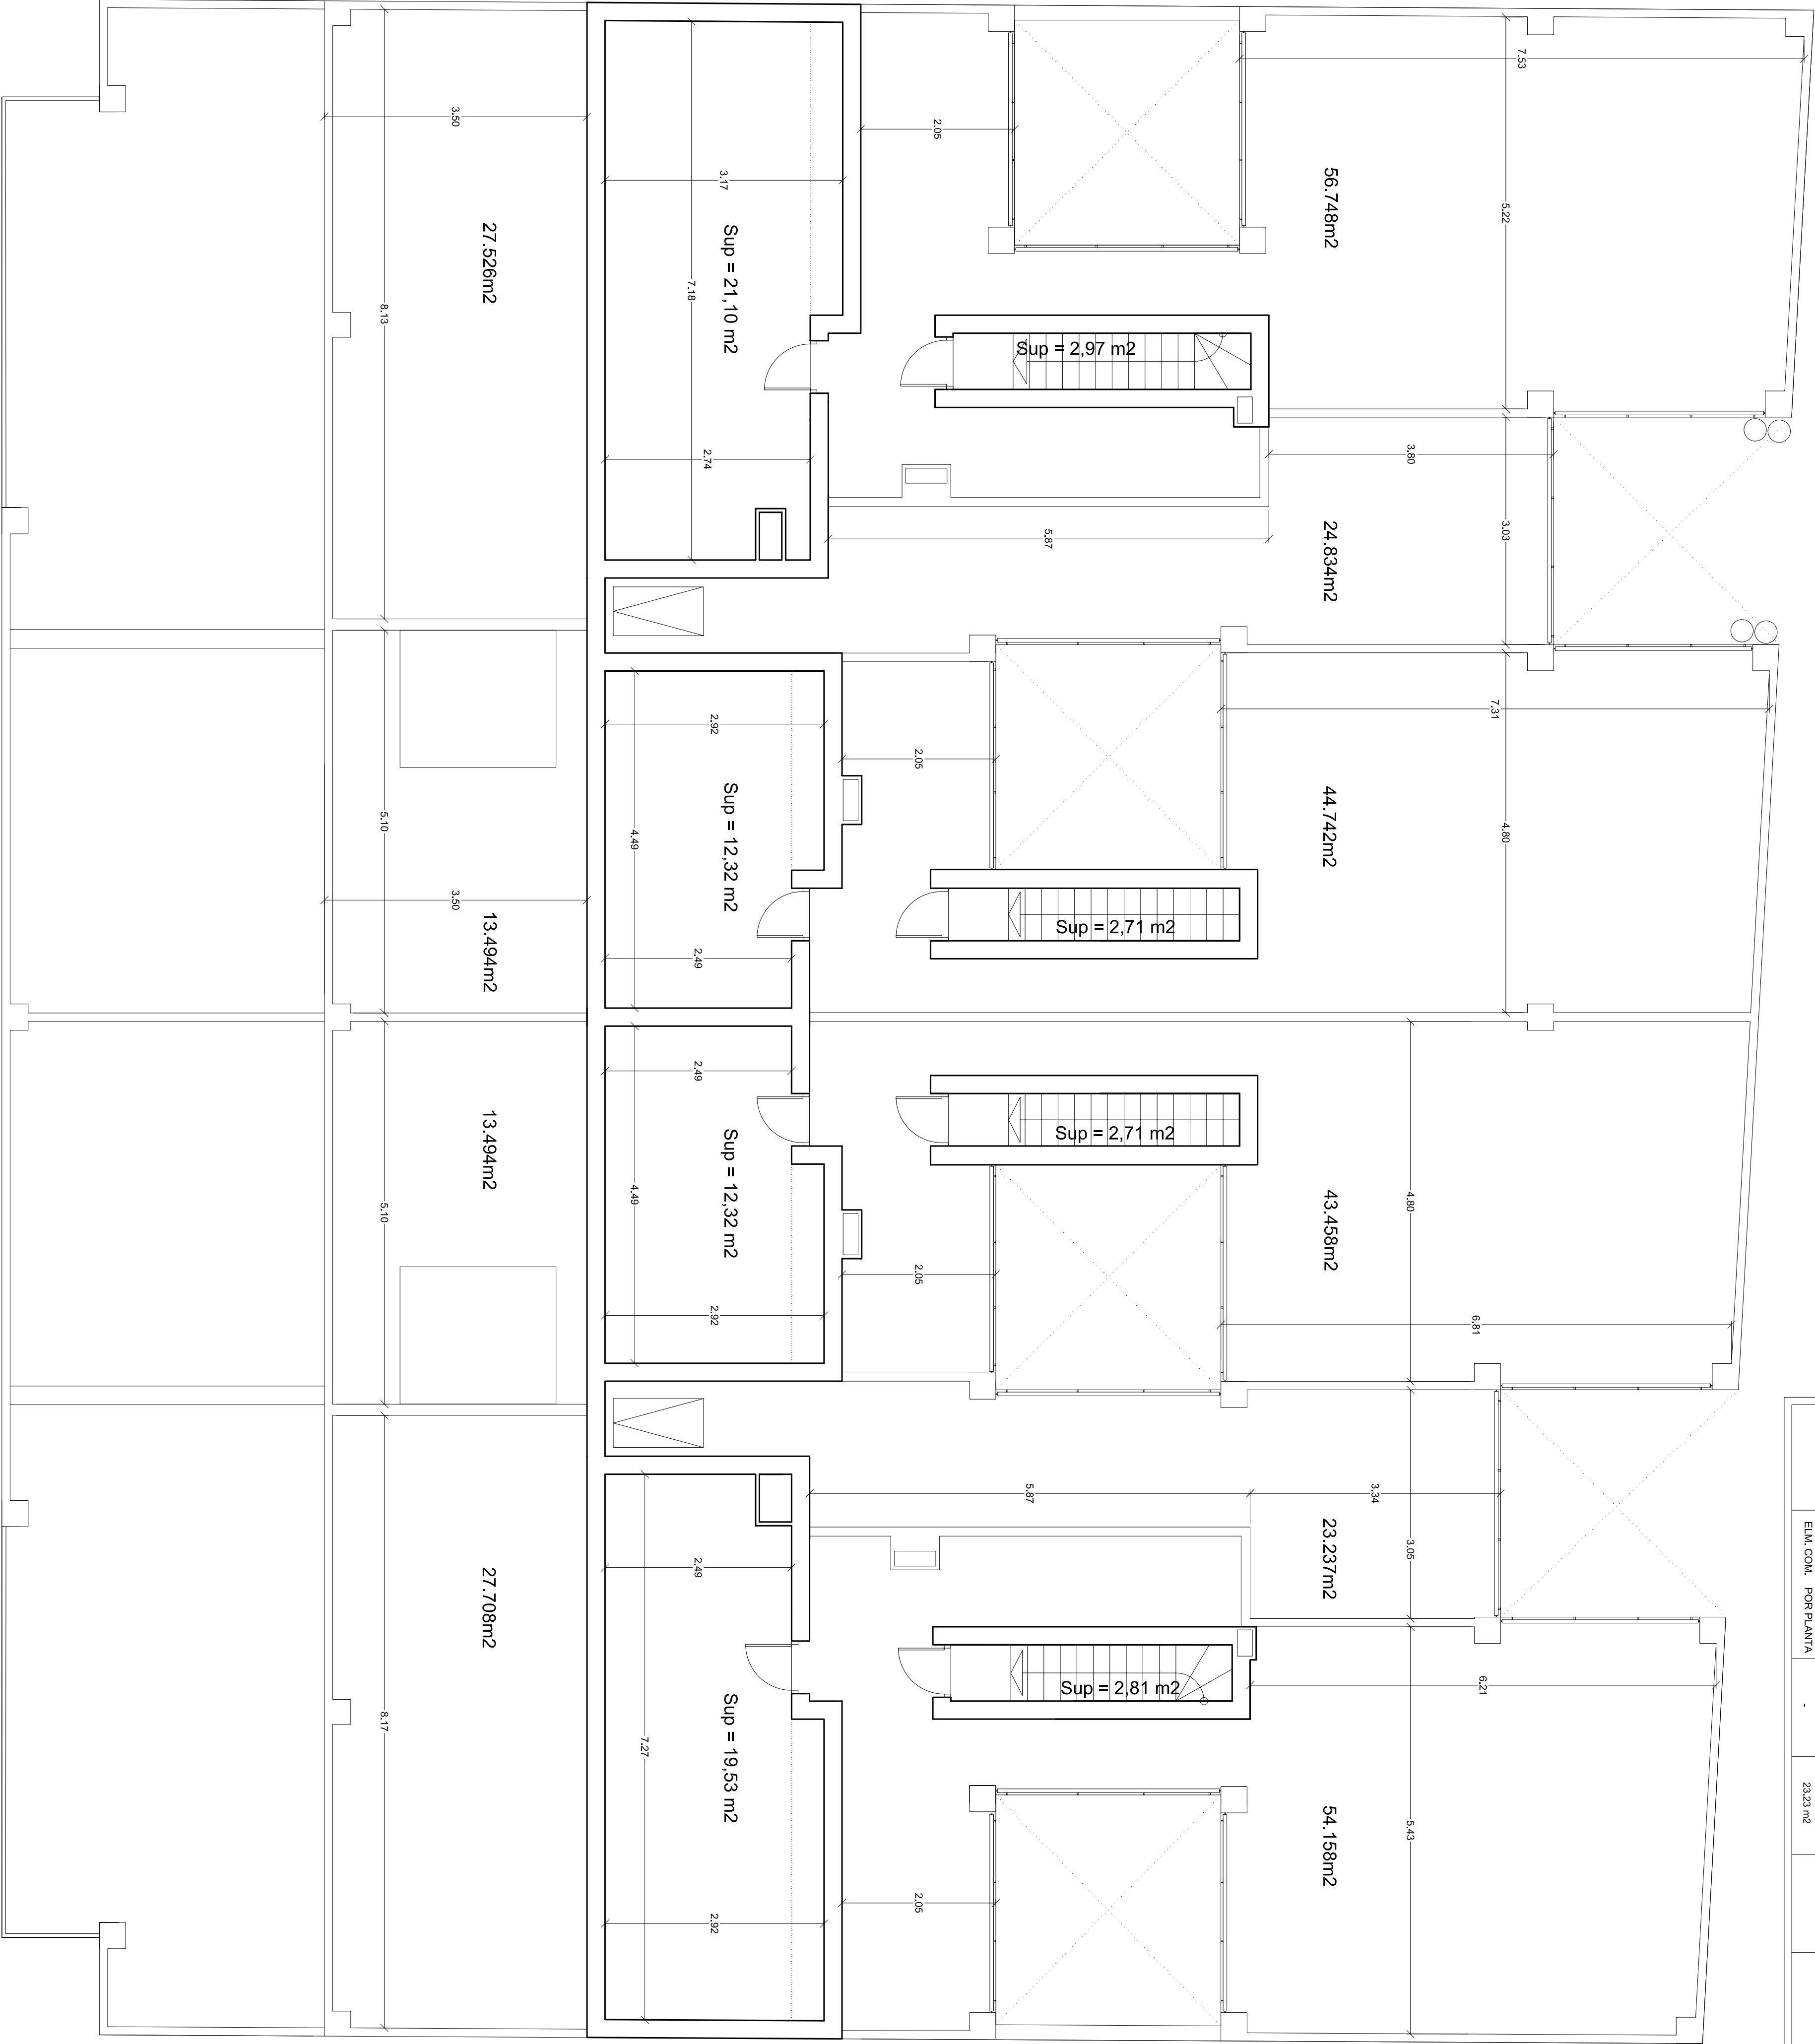 7.53
56.748m2
5.22
2.05
3.50
3.17
27.526m2
Sup = 21,10 m2
7.18
8.13
Sup = 2,97 m2
3.80
2.74
5.87
24.834m2
3.03
7.31
2.92
2.05
44.742m2
4.80
Sup = 12,32 m2
4.49
5.10
3.50
13.494m2
2.49
Sup = 2,71 m2
2.49
13.494m2
Sup = 12,32 m2
Sup = 2,71 m2
4.49
5.10
43.458m2
4.80
2.05
2.92
6.81
5.87
3.34
23.237m2
3.05
2.49
27.708m2
Sup = 2,81 m2
6.21
Sup = 19,53 m2
7.27
8.17
54.158m2
5.43
2.05
2.92
ELM. COM. POR PLANTA - 23.23 m2